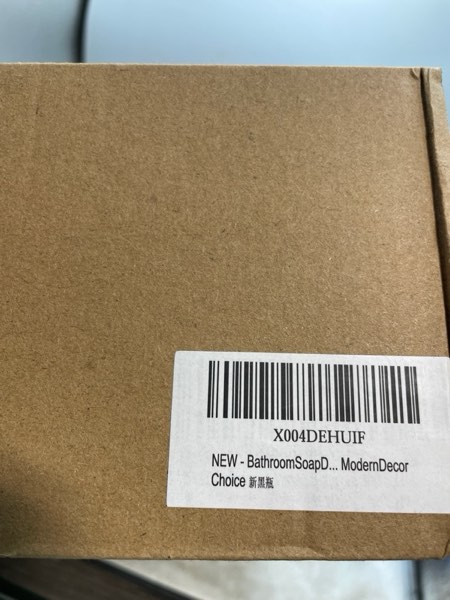 X004DEHUIF
NEW - BathroomSoapD... ModernDecor
Choice 新黑瓶